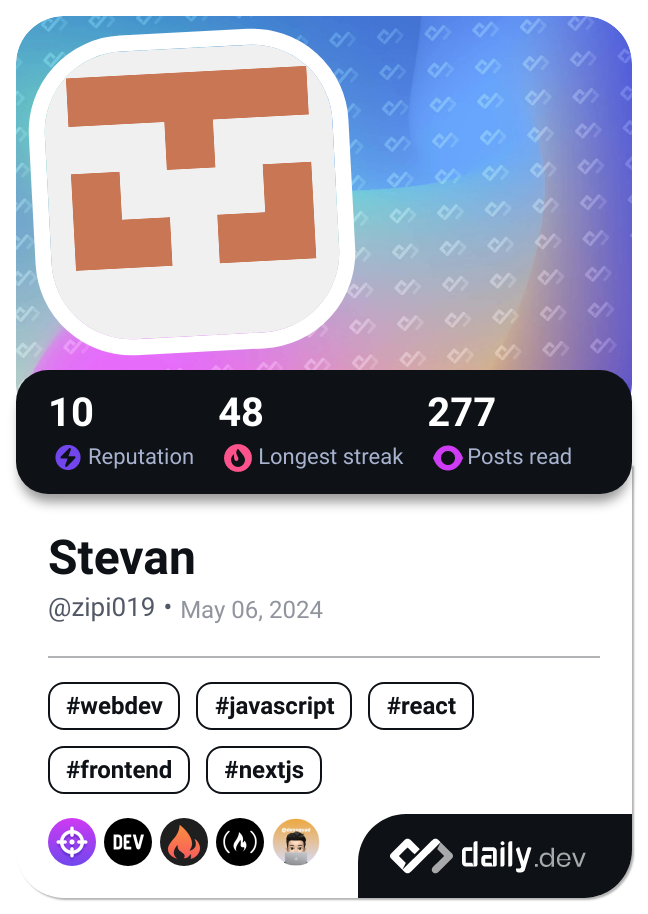 10 48 277
Reputation Longest streak Posts read
Stevan
@zipi019 • May 06, 2024
#webdev #javascript #react
#frontend #nextjs
DEV
daily.dev